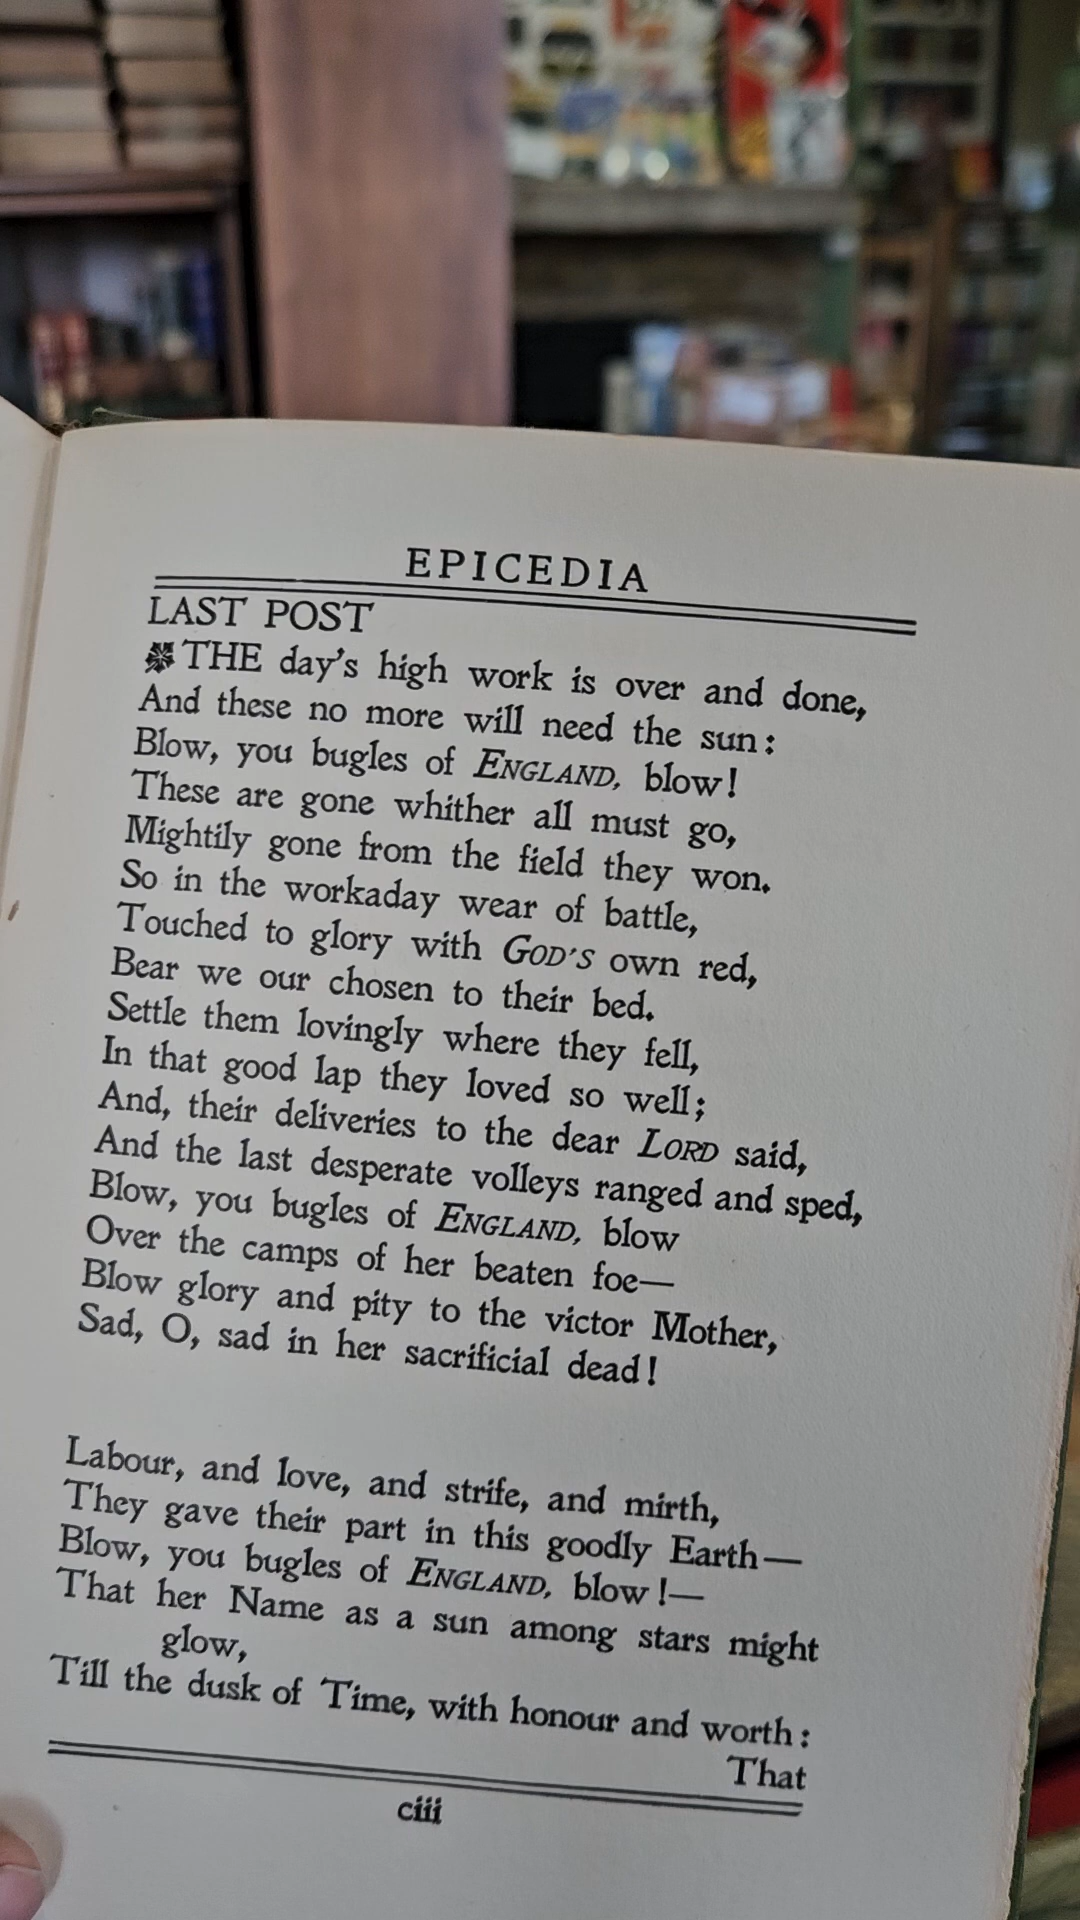 EPICEDIA
LAST POST
THE day's high work is over and done,
And these no more will need the sun:
Blow, you bugles of ENGLAND, blow!
These are gone whither all must go,
Mightily gone from the field they won.
So in the workaday wear of battle,
Touched to glory with GOD'S own red,
Bear we our chosen to their bed.
Settle them lovingly where they fell,
In that good lap they loved so well;
And, their deliveries to the dear LORD said,
And the last desperate volleys ranged and sped,
Blow, you bugles of ENGLAND, blow
Over the camps of her beaten foe—
Blow glory and pity to the victor Mother,
Sad, O, sad in her sacrificial dead!
Labour, and love, and strife, and mirth,
They gave their part in this goodly Earth—
Blow, you bugles of ENGLAND, blow!—
That her Name as a sun among stars might
glow,
Till the dusk of Time, with honour and worth:
That
ciii